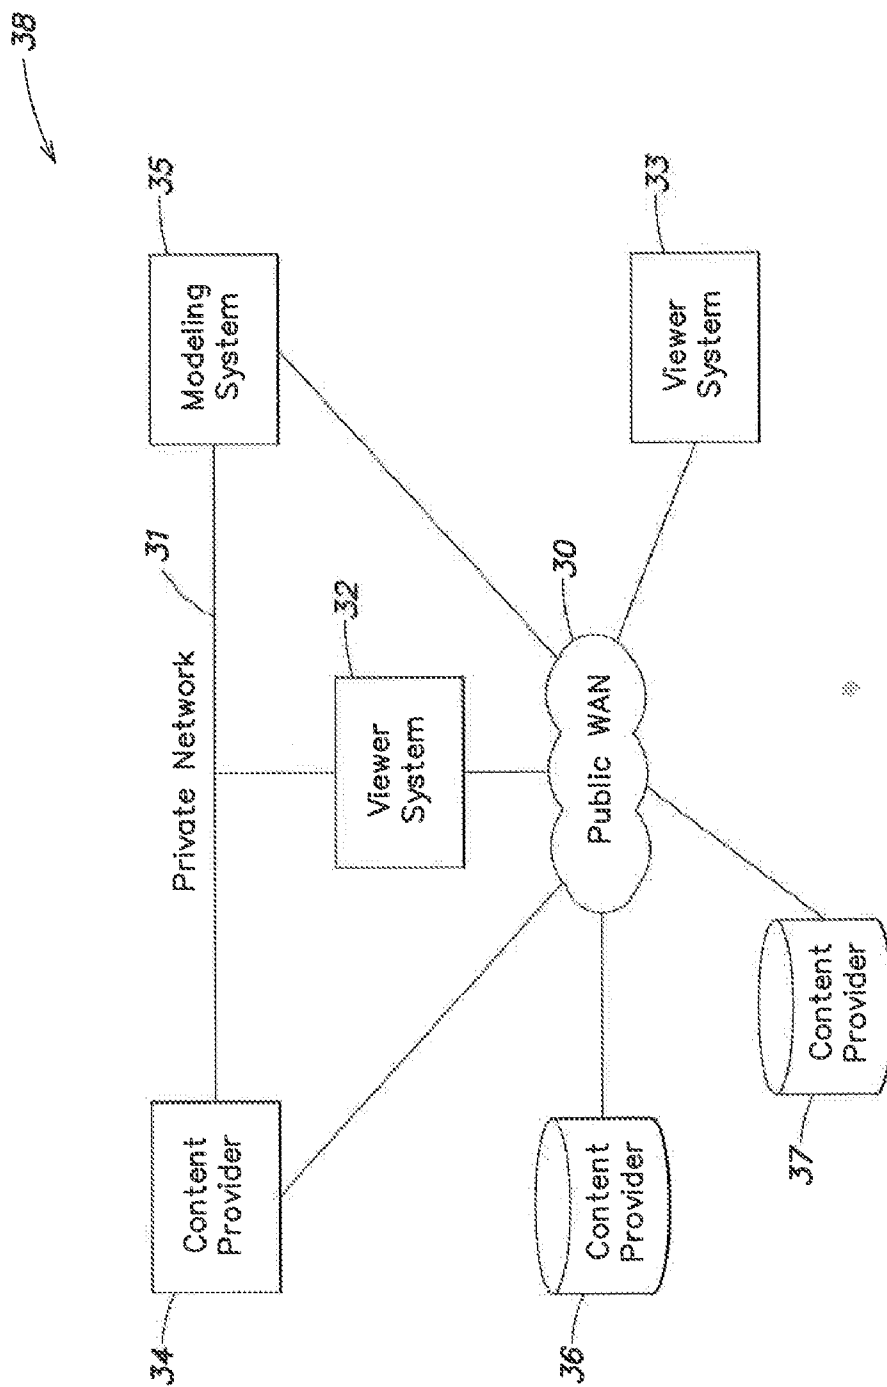 38
34
31
35
Private Network
Content
Provider
Modeling
System
32
Viewer
System
36
30
Content
Provider
Public WAN
33
Viewer
System
37
Content
Provider